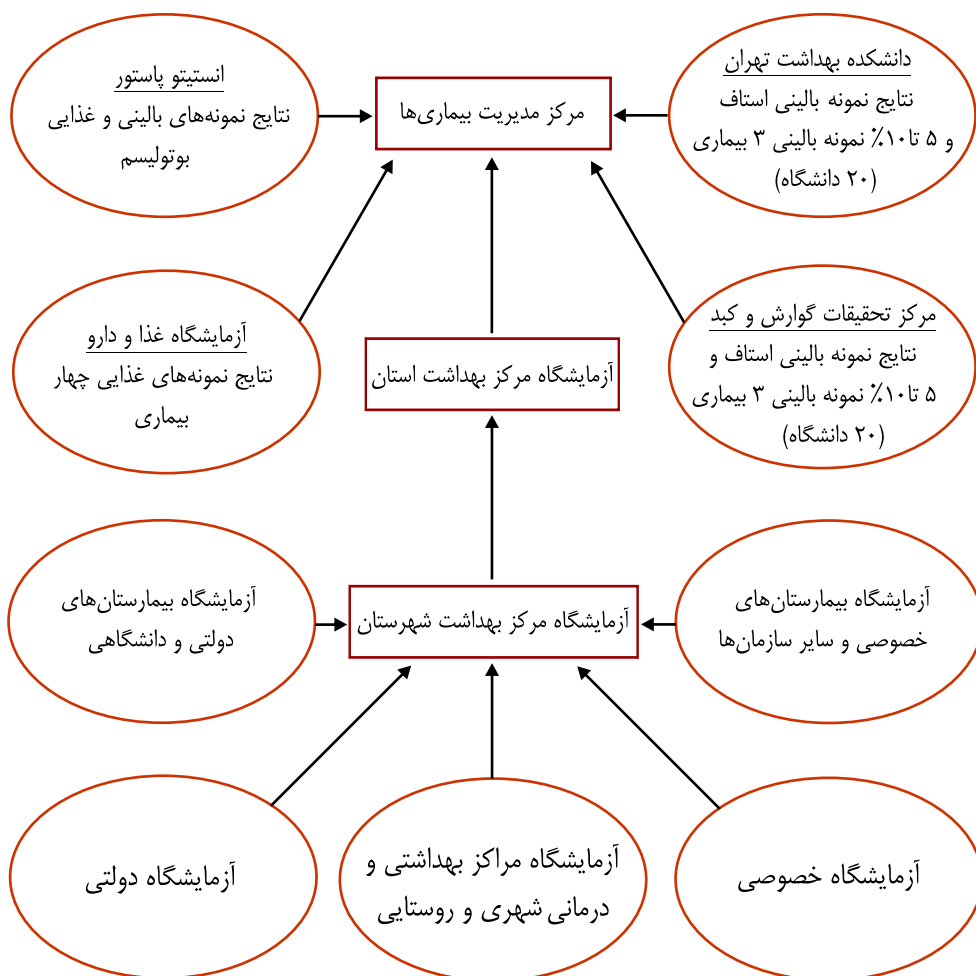 دانشکده بهداشت تهران
نتایج نمونه بالینی استاف
و ۵ تا۱۰٪ نمونه بالینی ۳ بیماری
(۲۰ دانشگاه)
مرکز مدیریت بیماری‌ها
انستیتو پاستور
نتایج نمونه‌های بالینی و غذایی
بوتولیسم
مرکز تحقیقات گوارش و کبد
نتایج نمونه بالینی استاف و
۵ تا۱۰٪ نمونه بالینی ۳ بیماری
(۲۰ دانشگاه)
آزمایشگاه مرکز بهداشت استان
آزمایشگاه غذا و دارو
نتایج نمونه‌های غذایی چهار
بیماری
آزمایشگاه بیمارستان‌های
خصوصی و سایر سازمان‌ها
آزمایشگاه مرکز بهداشت شهرستان
آزمایشگاه بیمارستان‌های
دولتی و دانشگاهی
آزمایشگاه خصوصی
آزمایشگاه مراکز بهداشتی و
درمانی شهری و روستایی
آزمایشگاه دولتی